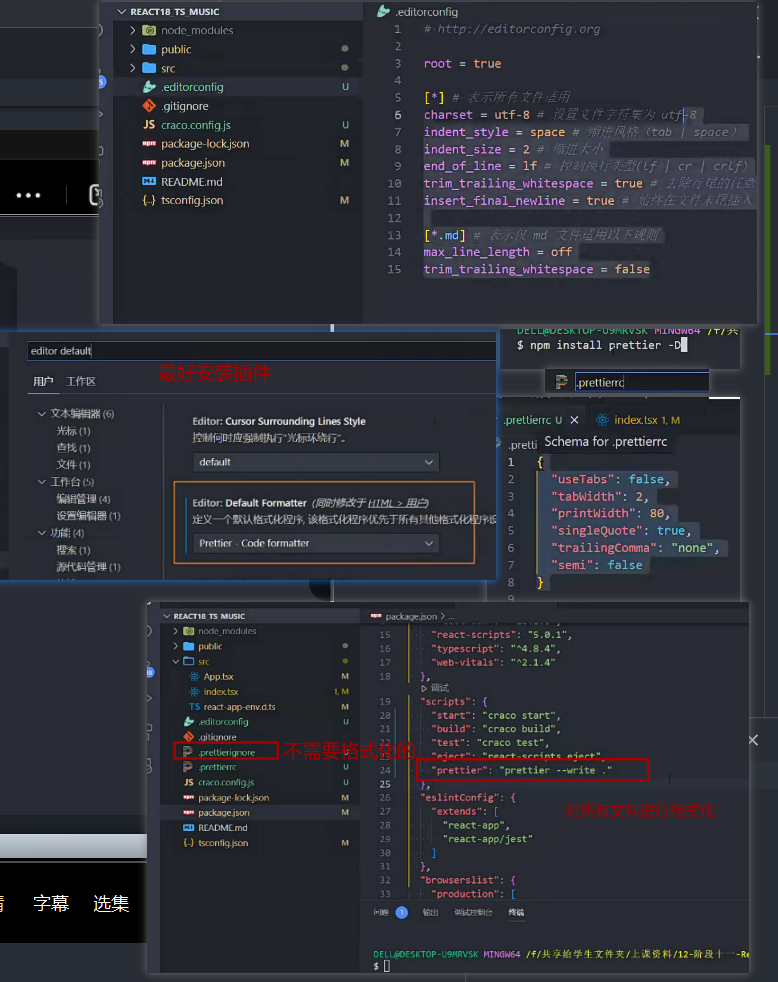 REACT18_TS_MUSIC
node_modules
public
src
.editorconfig U
.gitignore
JS craco.config.js U
package-lock.json M
package.json M
README.md
{..} tsconfig.json M
.editorconfig
1 # http://editorconfig.org
2
3 root = true
4
5 [*] # 表示所有文件适用
6 charset = utf-8 # 设置文件字符集为 utf-8
7 indent_style = space # 缩进风格（tab | space）
8 indent_size = 2 # 缩进大小
9 end_of_line = lf # 控制换行类型(lf | cr | crlf)
10 trim_trailing_whitespace = true # 去除行尾的任意
11 insert_final_newline = true # 始终在文件末尾插入
12
13 [*.md] # 表示仅 md 文件适用以下规则
14 max_line_length = off
15 trim_trailing_whitespace = false
editor default
最好安装插件
用户 工作区
文本编辑器 (6)
光标 (1)
查找 (1)
文件 (1)
工作台 (5)
编辑管理 (4)
设置编辑器 (1)
功能 (4)
搜索 (1)
源代码管理 (1)
Editor: Cursor Surrounding Lines Style
控制何时应强制执行"光标环绕行"。
default
Editor: Default Formatter (同时修改于 HTML > 用户)
定义一个默认格式化程序, 该格式化程序优先于所有其他格式化程序设
Prettier - Code formatter
DELL@DESKTOP-U9MRVSK MINGW64 /f/共
$ npm install prettier -D
.prettierrc
.prettierrc U index.tsx 1, M
.pretti
Schema for .prettierrc
1 {
2 "useTabs": false,
3 "tabWidth": 2,
4 "printWidth": 80,
5 "singleQuote": true,
6 "trailingComma": "none",
7 "semi": false
8 }
9
REACT18_TS_MUSIC
node_modules
public
src
App.tsx M
index.tsx 1, M
TS react-app-env.d.ts M
.editorconfig U
.gitignore
.prettierignore
不需要格式化的
.prettierrc U
JS craco.config.js U
package-lock.json M
package.json M
README.md
{..} tsconfig.json M
package.json > ...
15 "react-scripts": "5.0.1",
16 "typescript": "^4.8.4",
17 "web-vitals": "^2.1.4"
18 },
调试
19 "scripts": {
20 "start": "craco start",
21 "build": "craco build",
22 "test": "craco test",
23 "eject": "react-scripts eject",
24 "prettier": "prettier --write ."
25 },
26 "eslintConfig": {
27 "extends": [
28 "react-app",
29 "react-app/jest"
30 ]
31 },
32 "browserslist": {
33 "production": [
对所有文件进行格式化
问题 1 输出 调试控制台 终端
DELL@DESKTOP-U9MRVSK MINGW64 /f/共享给学生文件夹/上课资料/12-阶段十一-Re
$
字幕 选集